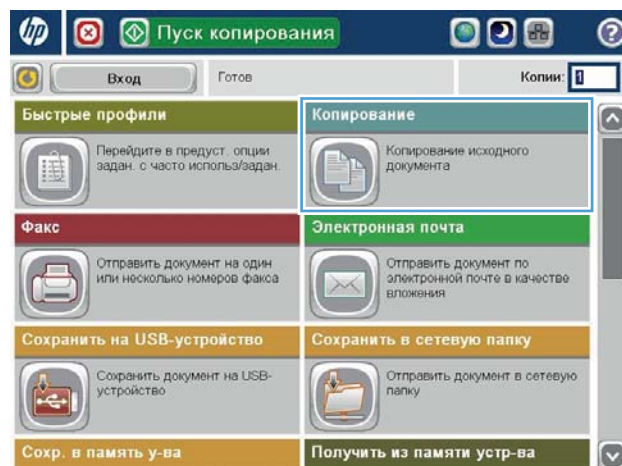 hp
Пуск копирования
?
Вход
Готов
Копии: 1
Быстрые профили
Копирование
Перейдите в предуст. опции
задан. с часто использ/задан.
Копирование исходного
документа
Факс
Электронная почта
Отправить документ на один
или несколько номеров факса
Отправить документ по
электронной почте в качестве
вложения
Сохранить на USB-устройство
Сохранить в сетевую папку
Сохранить документ на USB-
устройство
Отправить документ в сетевую
папку
Сохр. в память у-ва
Получить из памяти устр-ва